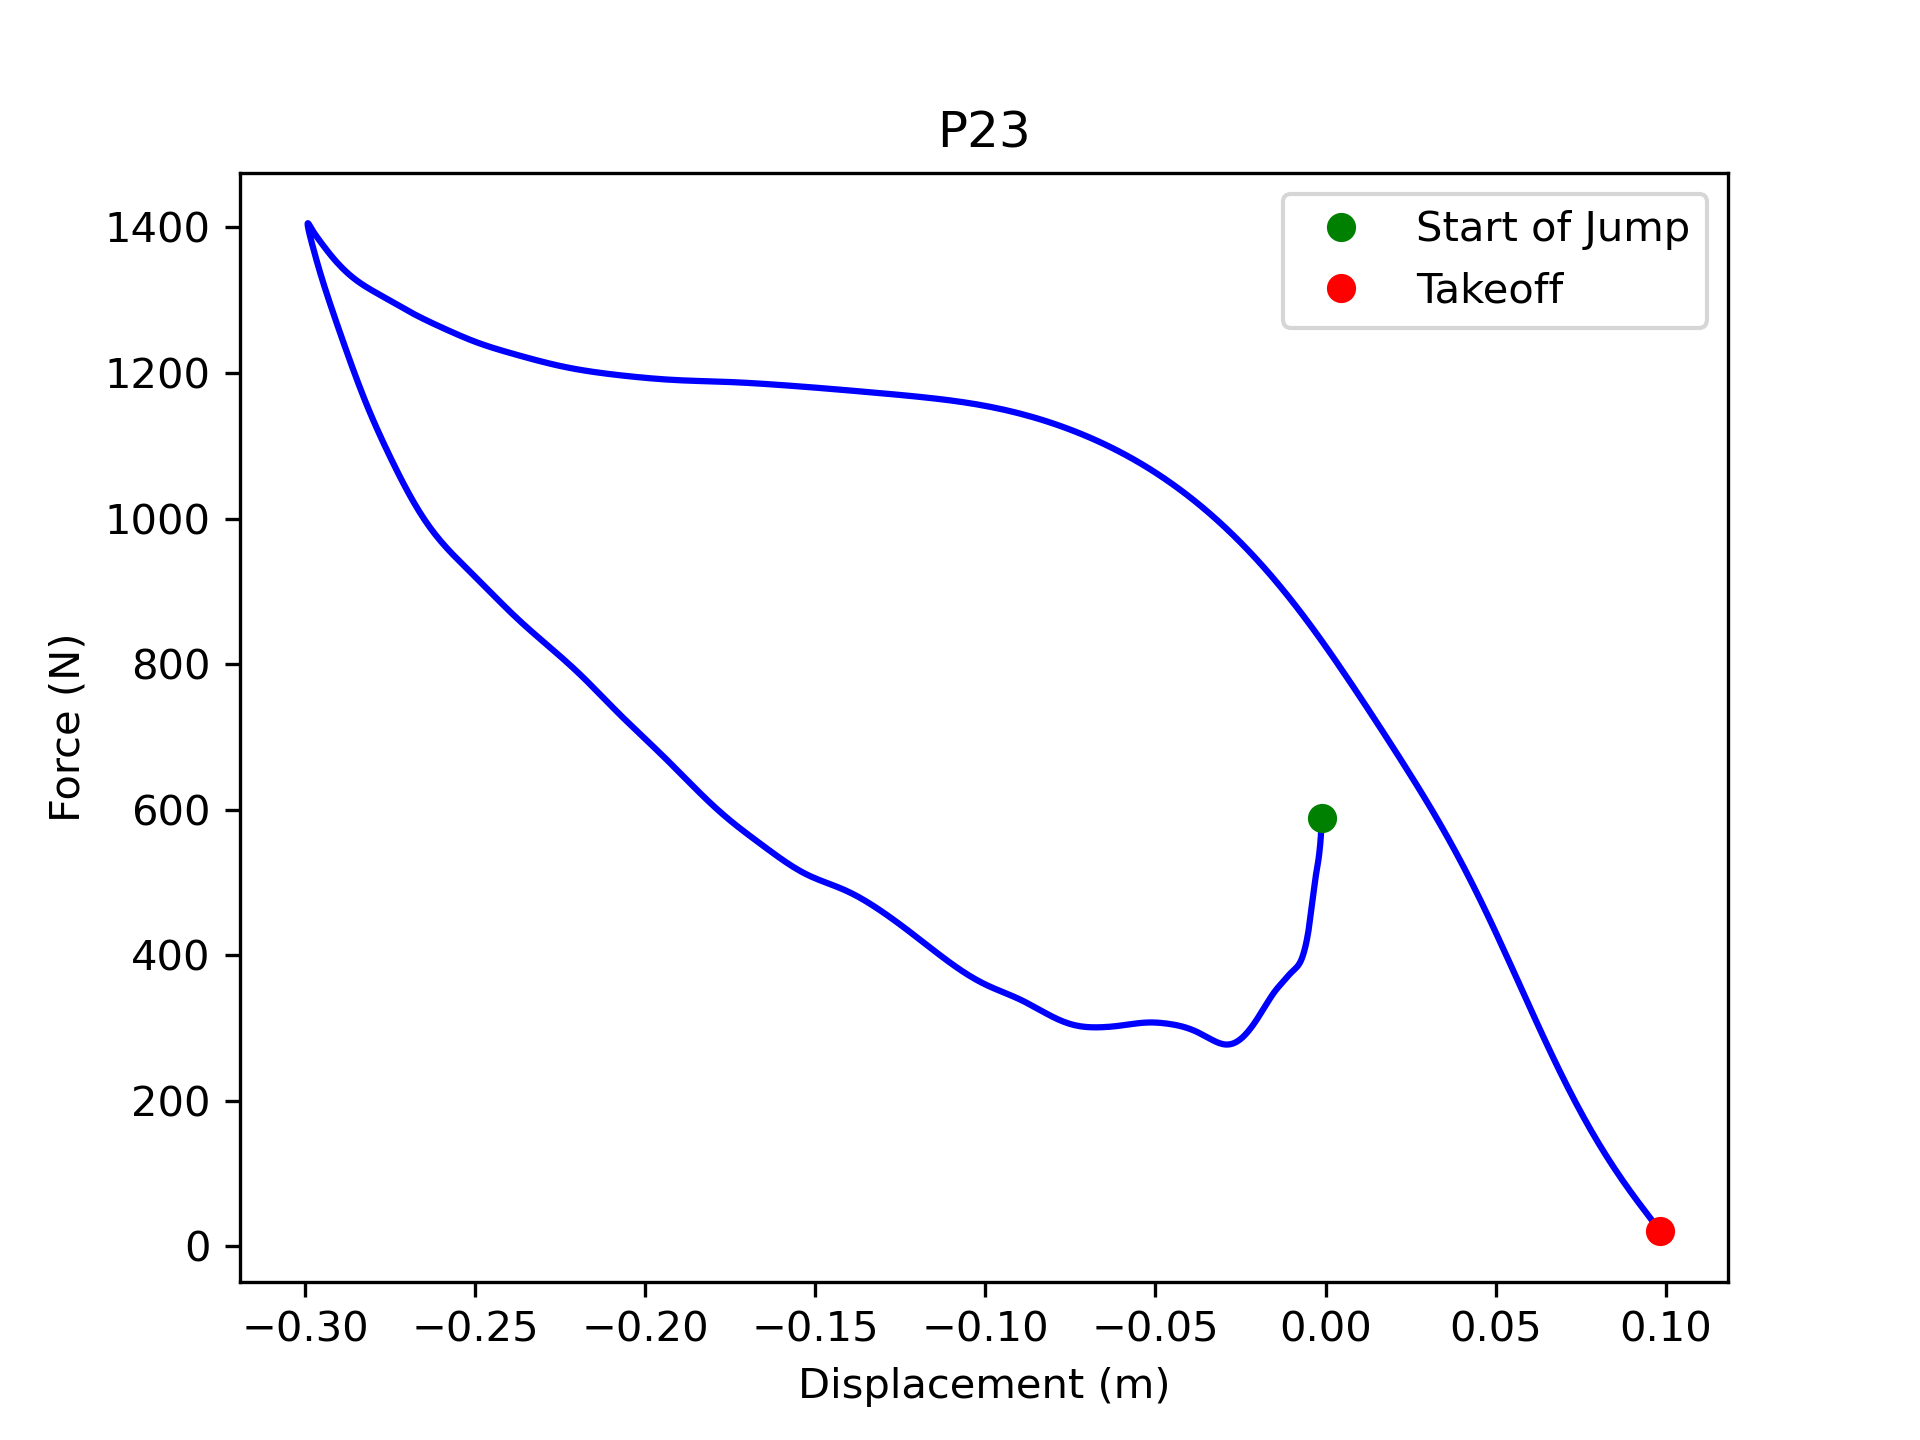 P23
Start of Jump
Takeoff
1400
1200
1000
800
600
400
200
0
Force (N)
−0.30 −0.25 −0.20 −0.15 −0.10 −0.05 0.00 0.05 0.10
Displacement (m)